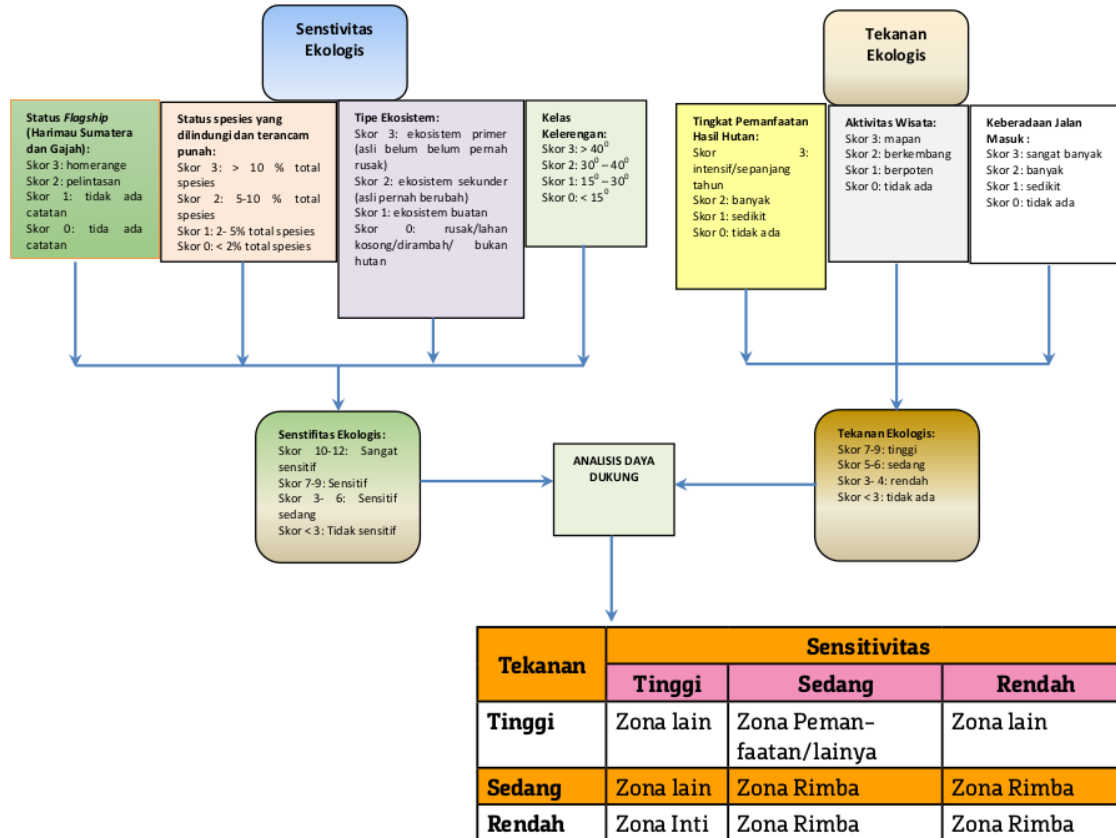 Senstivitas
Ekologis
Tekanan
Ekologis
Status Flagship
(Harimau Sumatera
dan Gajah):
Skor 3: homerange
Skor 2: pelintasan
Skor 1: tidak ada
catatan
Skor 0: tida ada
catatan
Status spesies yang
dilindungi dan terancam
punah:
Skor 3: > 10 % total
spesies
Skor 2: 5-10 % total
spesies
Skor 1: 2- 5% total spesies
Skor 0: < 2% total spesies
Tipe Ekosistem:
Skor 3: ekosistem primer
(asli belum belum pernah
rusak)
Skor 2: ekosistem sekunder
(asli pernah berubah)
Skor 1: ekosistem buatan
Skor 0: rusak/lahan
kosong/dirambah/ bukan
hutan
Kelas
Kelerengan:
Skor 3: > 40⁰
Skor 2: 30⁰ – 40⁰
Skor 1: 15⁰ – 30⁰
Skor 0: < 15⁰
Tingkat Pemanfaatan
Hasil Hutan:
Skor 3:
intensif/sepanjang
tahun
Skor 2: banyak
Skor 1: sedikit
Skor 0: tidak ada
Aktivitas Wisata:
Skor 3: mapan
Skor 2: berkembang
Skor 1: berpoten
Skor 0: tidak ada
Keberadaan Jalan
Masuk :
Skor 3: sangat banyak
Skor 2: banyak
Skor 1: sedikit
Skor 0: tidak ada
Senstifitas Ekologis:
Skor 10-12: Sangat
sensitif
Skor 7-9: Sensitif
Skor 3- 6: Sensitif
sedang
Skor < 3: Tidak sensitif
ANALISIS DAYA
DUKUNG
Tekanan Ekologis:
Skor 7-9: tinggi
Skor 5-6: sedang
Skor 3- 4: rendah
Skor < 3: tidak ada
Tekanan
Sensitivitas
Tinggi Sedang Rendah
Tinggi Zona lain Zona Peman- Zona lain
faatan/lainya
Sedang Zona lain Zona Rimba Zona Rimba
Rendah Zona Inti Zona Rimba Zona Rimba